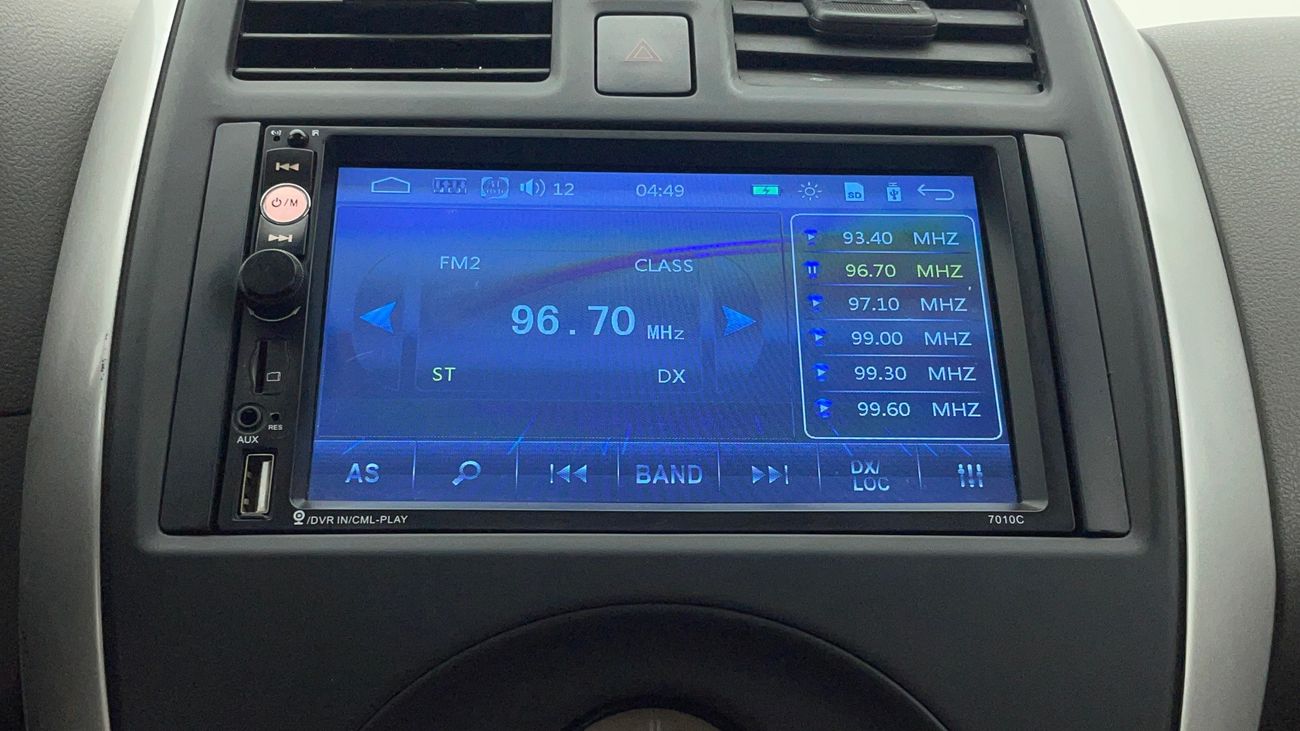 R
⏻/M
12
04:49
SD
FM2
CLASS
96.70 MHz
ST
DX
93.40 MHZ
96.70 MHZ
97.10 MHZ
99.00 MHZ
99.30 MHZ
99.60 MHZ
AS
BAND
DX/
LOC
AUX
RES
/DVR IN/CML-PLAY
7010C